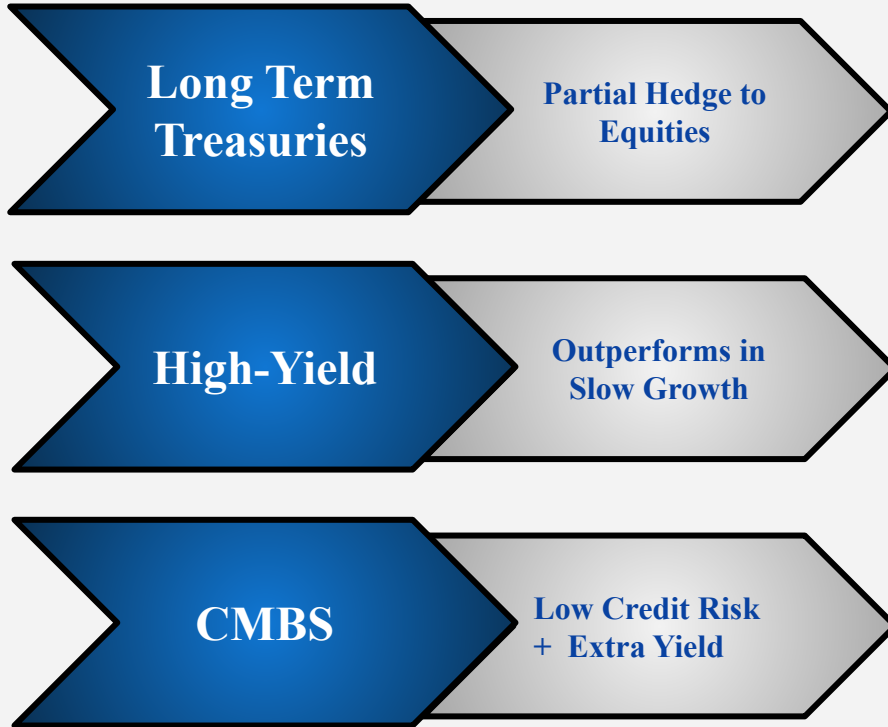 Long Term
Treasuries
Partial Hedge to
Equities
High-Yield
Outperforms in
Slow Growth
CMBS
Low Credit Risk
+ Extra Yield